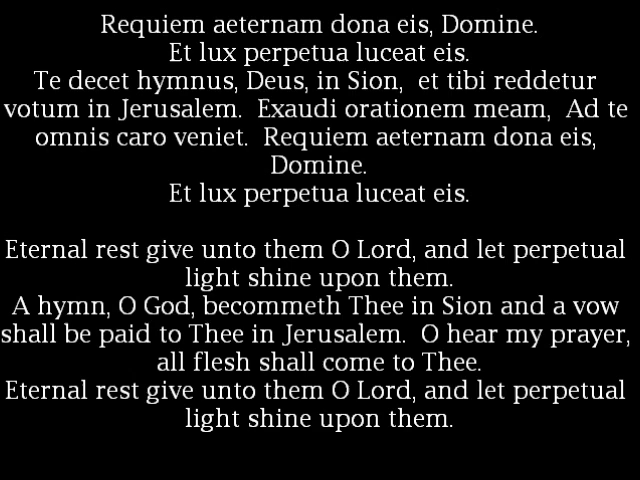 Requiem aeternam dona eis, Domine.
Et lux perpetua luceat eis.
Te decet hymnus, Deus, in Sion,  et tibi reddetur
votum in Jerusalem.  Exaudi orationem meam,  Ad te
omnis caro veniet.  Requiem aeternam dona eis,
Domine.
Et lux perpetua luceat eis.
Eternal rest give unto them O Lord, and let perpetual
light shine upon them.
A hymn, O God, becommeth Thee in Sion and a vow
shall be paid to Thee in Jerusalem.  O hear my prayer,
all flesh shall come to Thee.
Eternal rest give unto them O Lord, and let perpetual
light shine upon them.